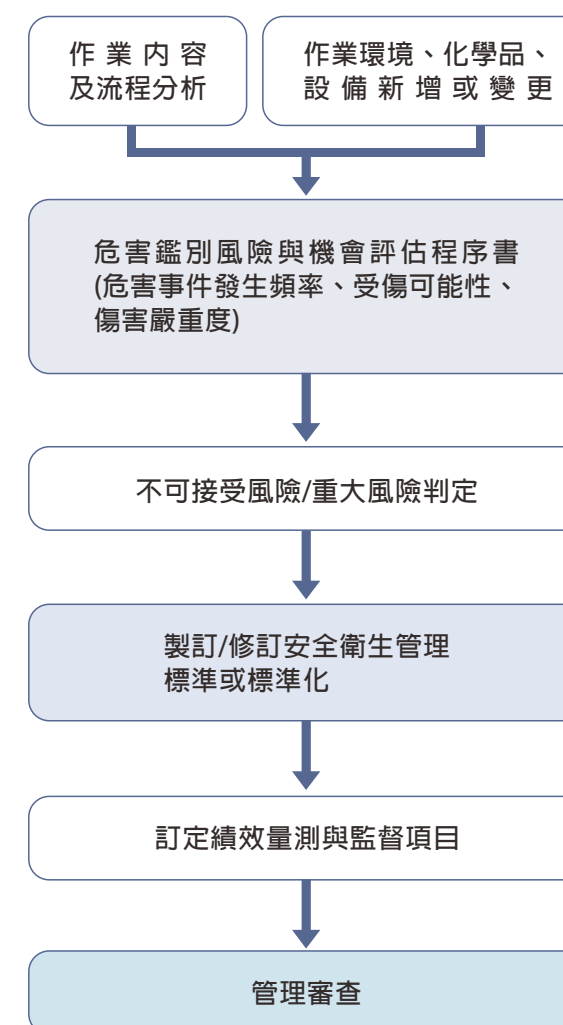 作業內容
及流程分析
作業環境、化學品、
設備新增或變更
危害鑑別風險與機會評估程序書
(危害事件發生頻率、受傷可能性、
傷害嚴重度)
不可接受風險/重大風險判定
製訂/修訂安全衛生管理
標準或標準化
訂定績效量測與監督項目
管理審查